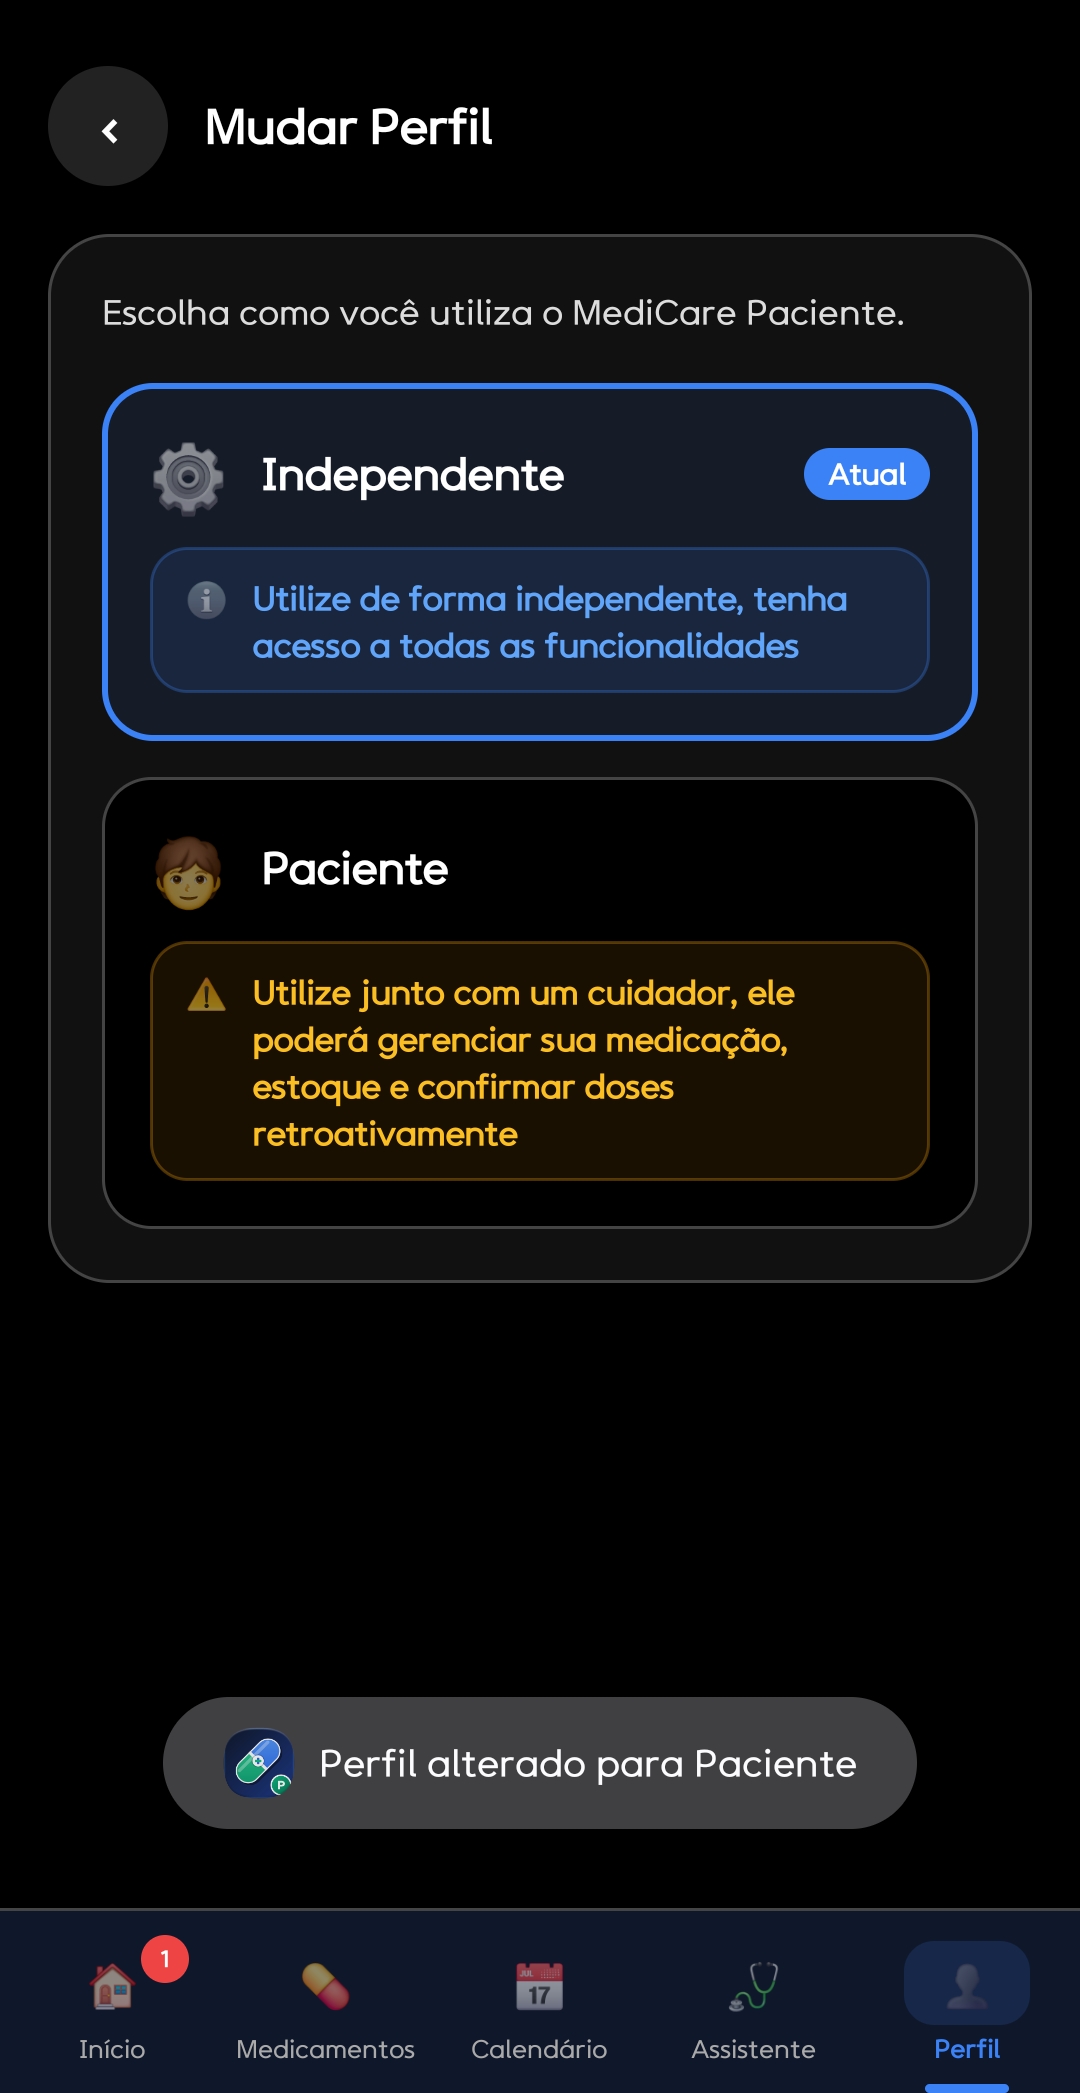 Mudar Perfil
Escolha como você utiliza o MediCare Paciente.
Independente
Atual
Utilize de forma independente, tenha
acesso a todas as funcionalidades
Paciente
Utilize junto com um cuidador, ele
poderá gerenciar sua medicação,
estoque e confirmar doses
retroativamente
P
Perfil alterado para Paciente
1
JUL
17
Início
Medicamentos
Calendário
Assistente
Perfil